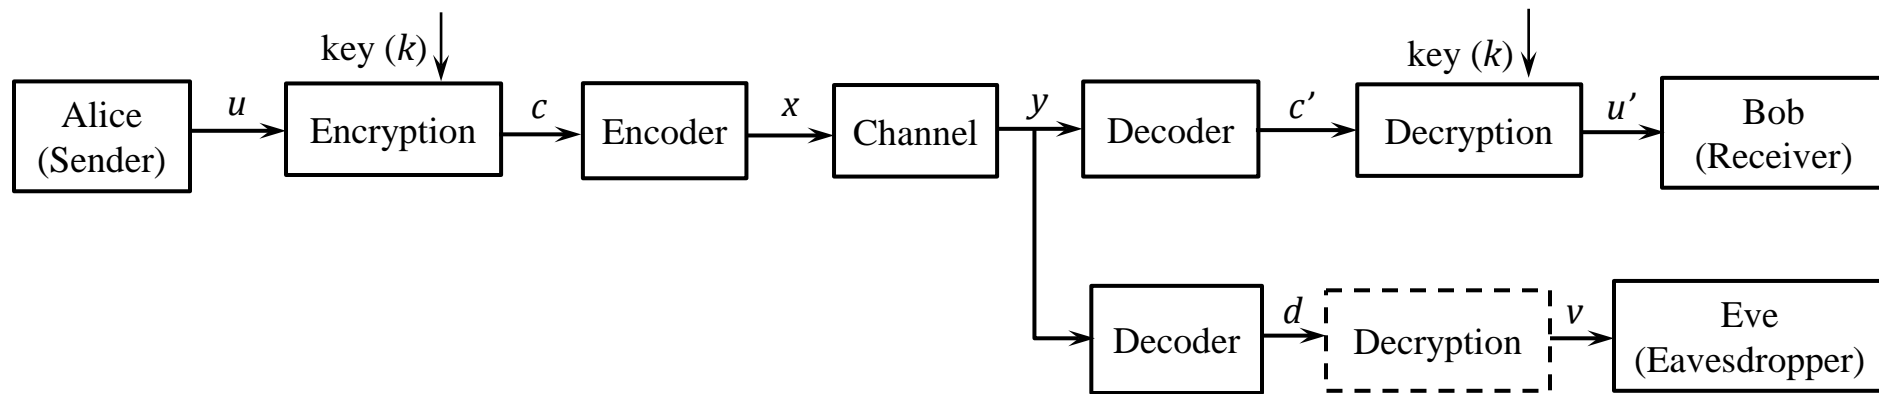 key (k)
key (k)
Alice
(Sender)
u
Encryption
c
Encoder
x
Channel
y
Decoder
c'
Decryption
u'
Bob
(Receiver)
Decoder
d
Decryption
v
Eve
(Eavesdropper)